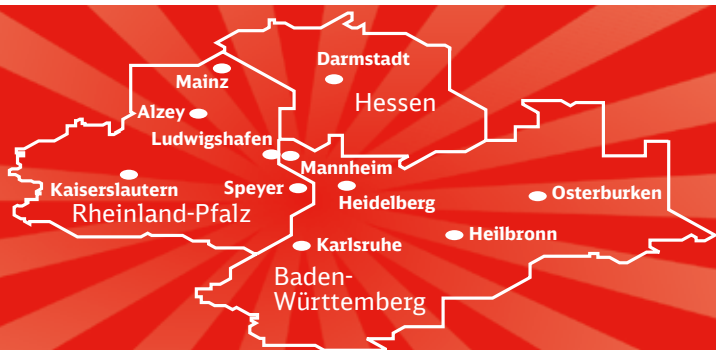 Darmstadt
Mainz
Hessen
Alzey
Ludwigshafen
Mannheim
Kaiserslautern
Speyer
Heidelberg
Osterburken
Rheinland-Pfalz
Heilbronn
Karlsruhe
Baden-
Württemberg